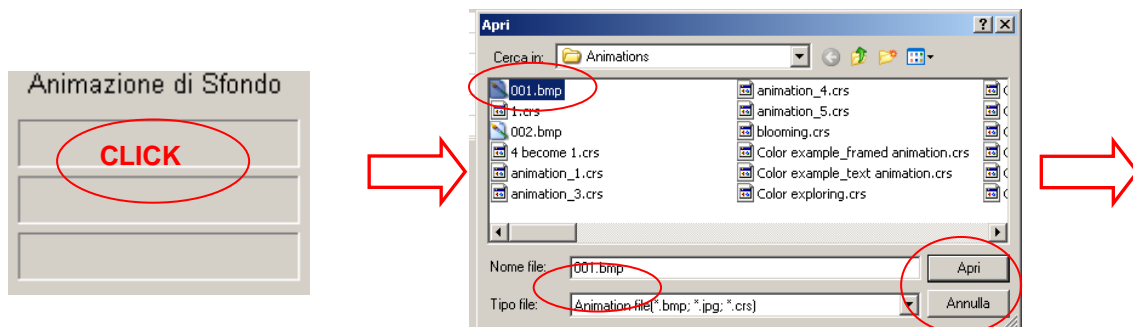 Animazione di Sfondo
CLICK
Apri
Cerca in: Animations
001.bmp
1.crs
002.bmp
4 become 1.crs
animation_1.crs
animation_3.crs
animation_4.crs
animation_5.crs
blooming.crs
Color example_framed animation.crs
Color example_text animation.crs
Color exploring.crs
Nome file: 001.bmp
Apri
Tipo file: Animation file(*.bmp; *.jpg; *.crs)
Annulla